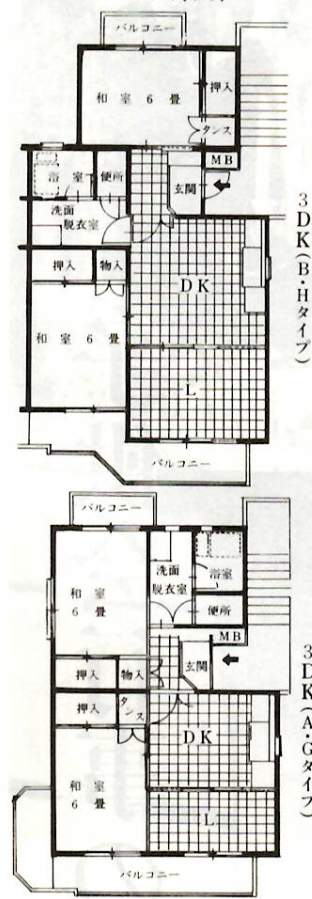 バルコニー
和室6畳
押入
タンス
MB
浴室
便所
玄関
洗面
脱衣室
押入
物入
DK
和室6畳
L
バルコニー
3DK(B・Hタイプ)
バルコニー
和室
6畳
洗面
脱衣室
浴室
便所
MB
玄関
押入
物入
押入
タンス
DK
和室
6畳
L
バルコニー
3DK(A・Gタイプ)